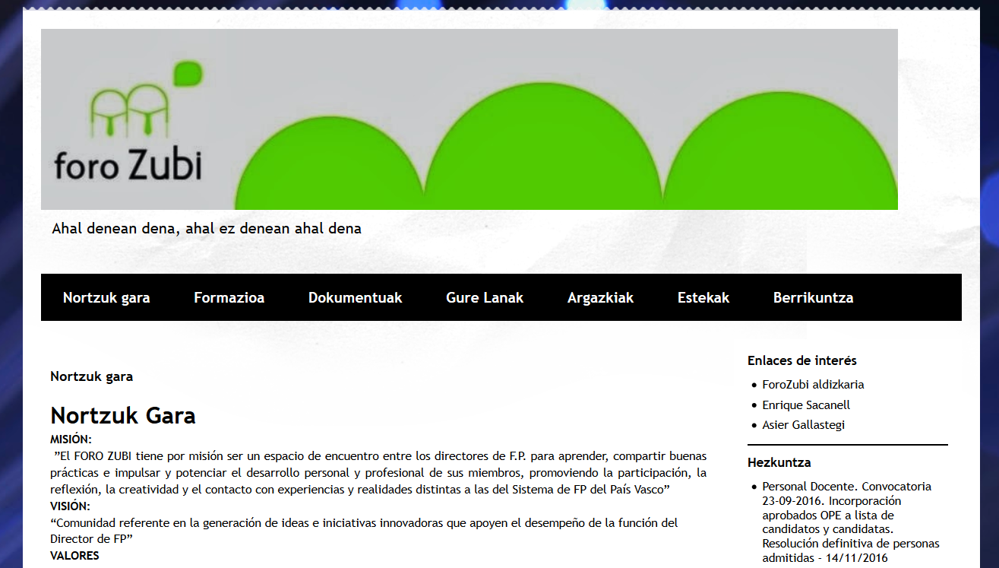 foro Zubi
Ahal denean dena, ahal ez denean ahal dena
Nortzuk gara Formazioa Dokumentuak Gure Lanak Argazkiak Estekak Berrikuntza
Nortzuk gara
Nortzuk Gara
MISIÓN:
”El FORO ZUBI tiene por misión ser un espacio de encuentro entre los directores de F.P. para aprender, compartir buenas
prácticas e impulsar y potenciar el desarrollo personal y profesional de sus miembros, promoviendo la participación, la
reflexión, la creatividad y el contacto con experiencias y realidades distintas a las del Sistema de FP del País Vasco”
VISIÓN:
“Comunidad referente en la generación de ideas e iniciativas innovadoras que apoyen el desempeño de la función del
Director de FP”
VALORES
Enlaces de interés
ForoZubi aldizkaria
Enrique Sacanell
Asier Gallastegi
Hezkuntza
Personal Docente. Convocatoria
23-09-2016. Incorporación
aprobados OPE a lista de
candidatos y candidatas.
Resolución definitiva de personas
admitidas - 14/11/2016